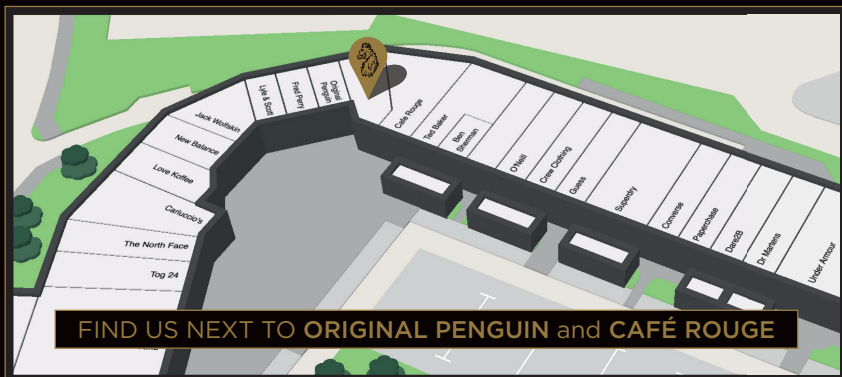 Lyle & Scott
Fred Perry
Original
Penguin
Cafe Rouge
Ted Baker
Ben
Sherman
O'Neill
Crew Clothing
Guess
Superdry
Converse
Paperchase
Dare2B
Dr Martens
Under Armour
Jack Wolfskin
New Balance
Love Koffee
Carluccio's
The North Face
Tog 24
FIND US NEXT TO ORIGINAL PENGUIN and CAFÉ ROUGE